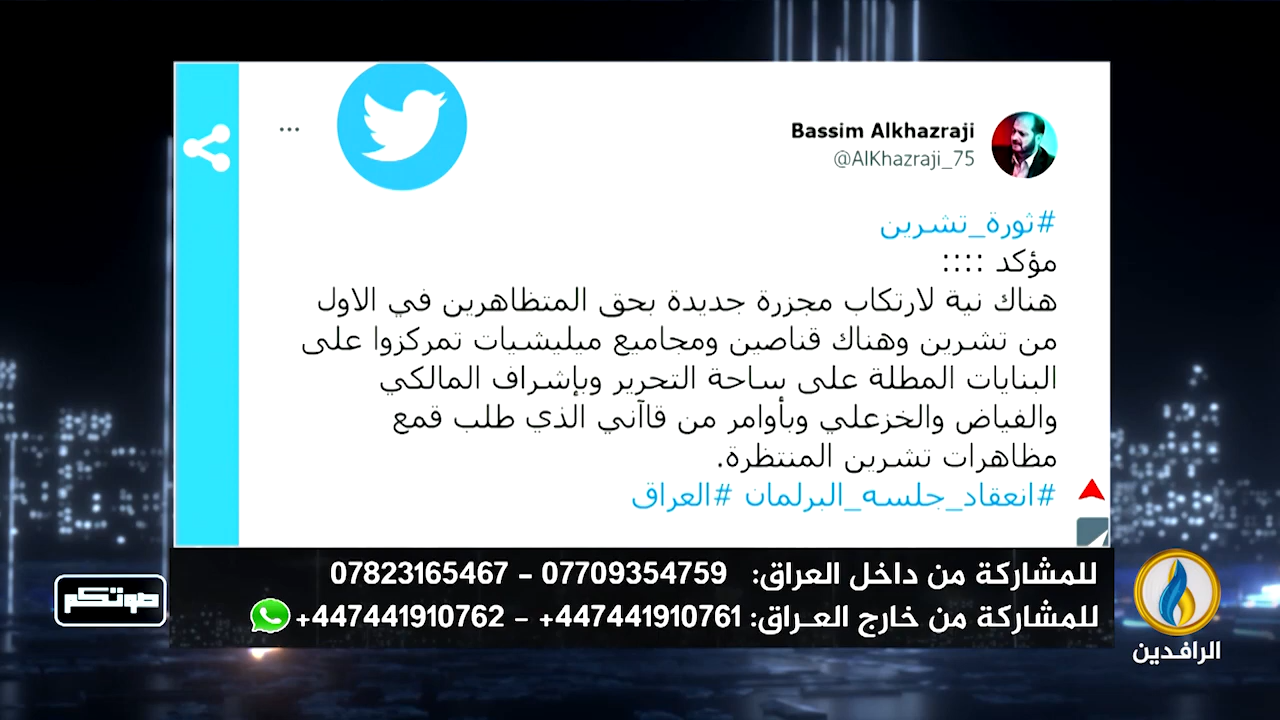 Bassim Alkhazraji
@AlKhazraji_75
...
#ثورة_تشرين
مؤكد ::::
هناك نية لارتكاب مجزرة جديدة بحق المتظاهرين في الاول
من تشرين وهناك قناصين ومجاميع ميليشيات تمركزوا على
البنايات المطلة على ساحة التحرير وبإشراف المالكي
والفياض والخزعلي وبأوامر من قاآني الذي طلب قمع
مظاهرات تشرين المنتظرة.
#انعقاد_جلسه_البرلمان #العراق
للمشاركة من داخل العراق: 07709354759 - 07823165467
للمشاركة من خارج العـراق: 447441910761+ - 447441910762+
صوتكم
الرافدين